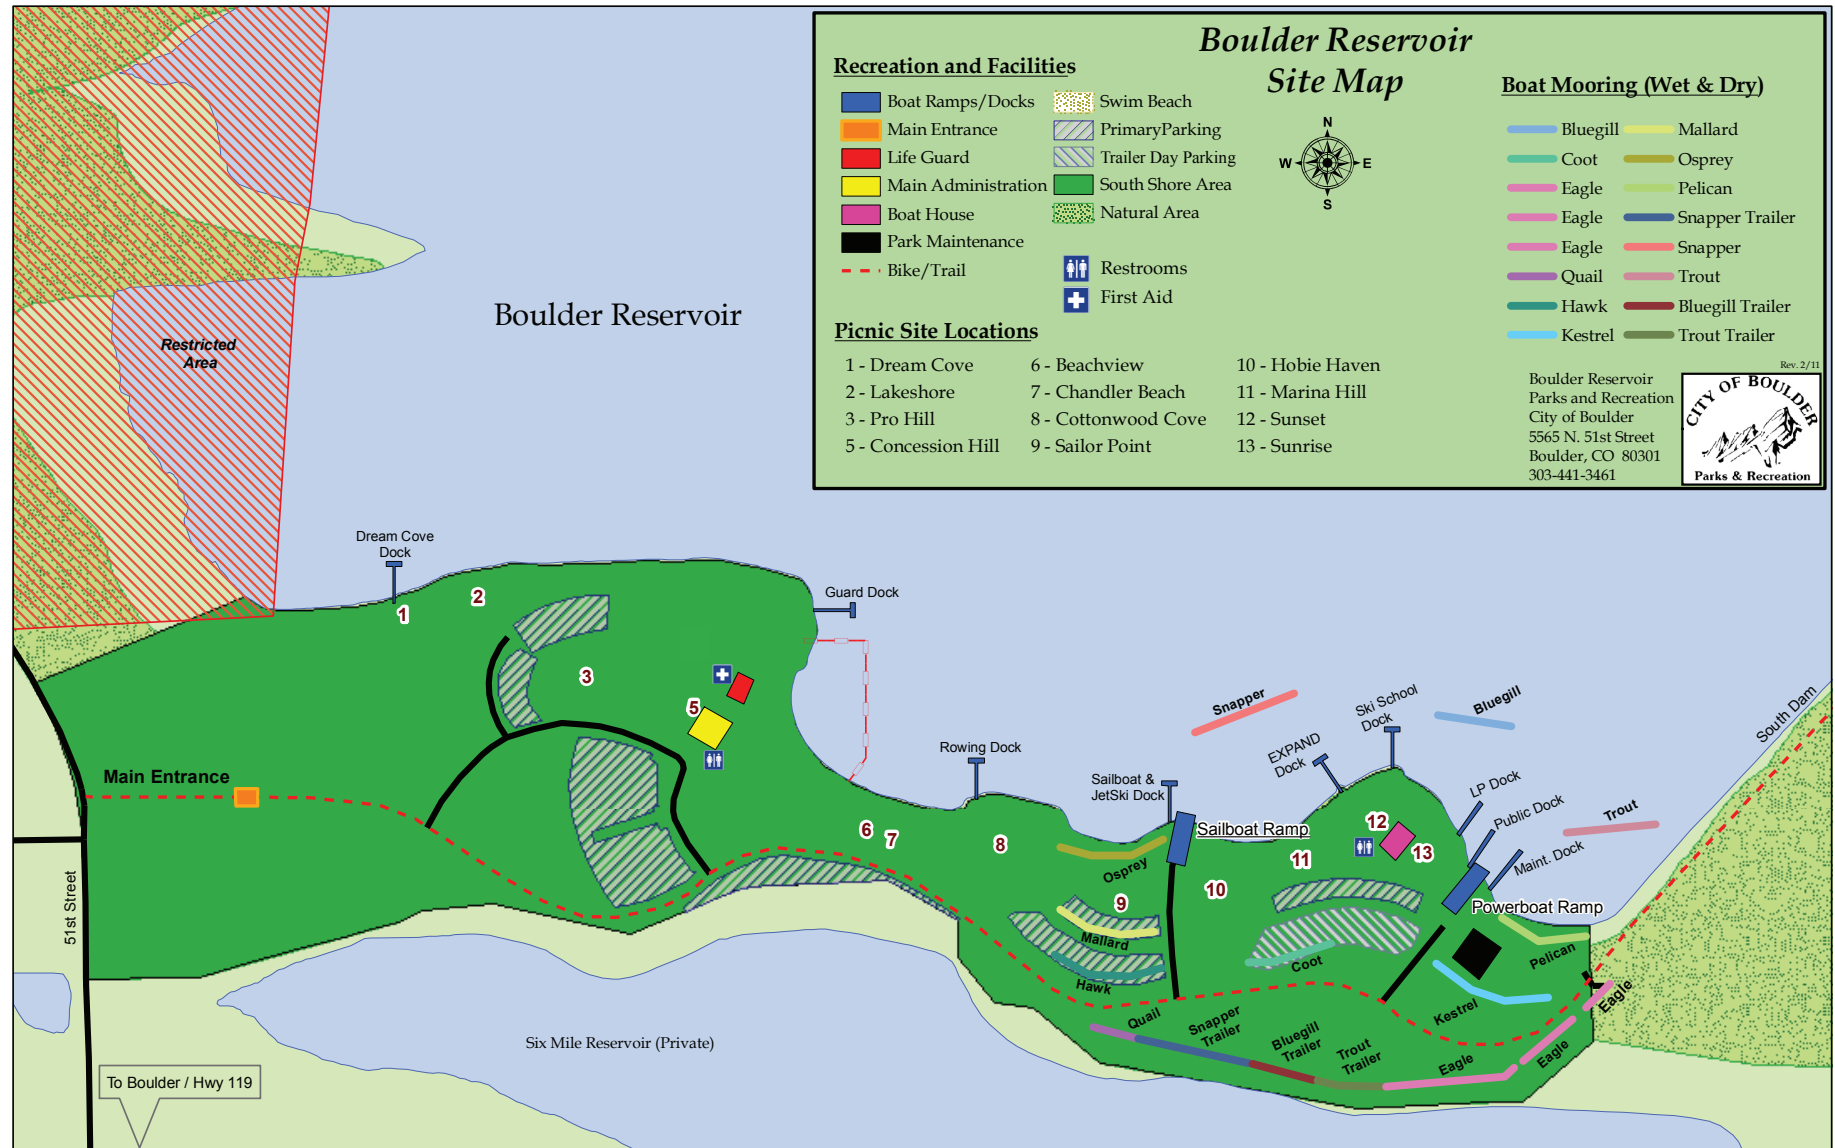 Boulder Reservoir
Site Map
Recreation and Facilities
Boat Ramps/Docks
Main Entrance
Life Guard
Main Administration
Boat House
Park Maintenance
Bike/Trail
Swim Beach
PrimaryParking
Trailer Day Parking
South Shore Area
Natural Area
Restrooms
First Aid
N
W
E
S
Boat Mooring (Wet & Dry)
Bluegill
Coot
Eagle
Eagle
Eagle
Quail
Hawk
Kestrel
Mallard
Osprey
Pelican
Snapper Trailer
Snapper
Trout
Bluegill Trailer
Trout Trailer
Picnic Site Locations
1 - Dream Cove
2 - Lakeshore
3 - Pro Hill
5 - Concession Hill
6 - Beachview
7 - Chandler Beach
8 - Cottonwood Cove
9 - Sailor Point
10 - Hobie Haven
11 - Marina Hill
12 - Sunset
13 - Sunrise
Rev. 2/11
Boulder Reservoir
Parks and Recreation
City of Boulder
5565 N. 51st Street
Boulder, CO 80301
303-441-3461
CITY OF BOULDER
Parks & Recreation
Boulder Reservoir
Restricted
Area
Dream Cove
Dock
1
2
3
5
Guard Dock
Main Entrance
51st Street
To Boulder / Hwy 119
Six Mile Reservoir (Private)
Rowing Dock
6
7
8
Sailboat &
JetSki Dock
Sailboat Ramp
Osprey
9
10
11
12
13
Mallard
Hawk
Coot
Snapper
EXPAND
Dock
Ski School
Dock
Bluegill
LP Dock
Public Dock
Maint. Dock
Trout
South Dam
Powerboat Ramp
Pelican
Kestrel
Quail
Snapper
Trailer
Bluegill
Trailer
Trout
Trailer
Eagle
Eagle
Eagle